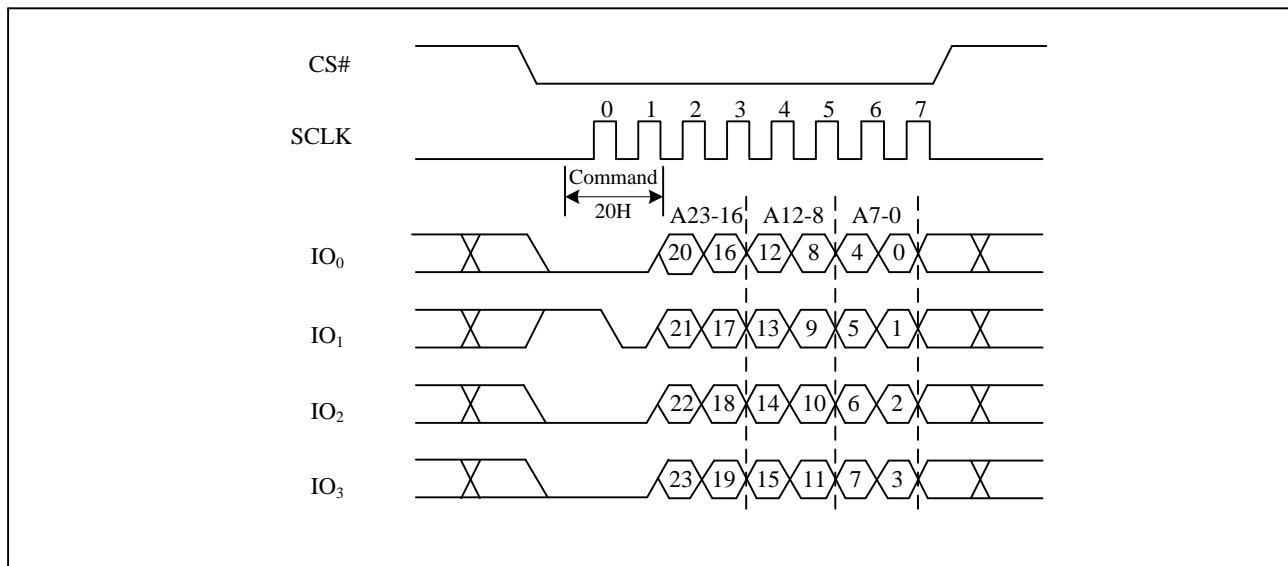 CS#
0 1 2 3 4 5 6 7
SCLK
Command
20H
A23-16 A12-8 A7-0
IO₀ 20 16 12 8 4 0
IO₁ 21 17 13 9 5 1
IO₂ 22 18 14 10 6 2
IO₃ 23 19 15 11 7 3